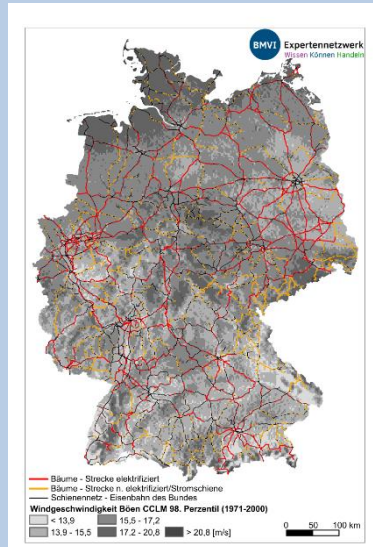 BMVI Expertennetzwerk
Wissen Können Handeln
Bäume - Strecke elektrifiziert
Bäume - Strecke n. elektrifiziert/Stromschiene
Schienennetz - Eisenbahn des Bundes
Windgeschwindigkeit Böen CCLM 98. Perzentil (1971-2000)
< 13,9 15,5 - 17,2
13,9 - 15,5 17,2 - 20,8 > 20,8 [m/s]
0 50 100 km